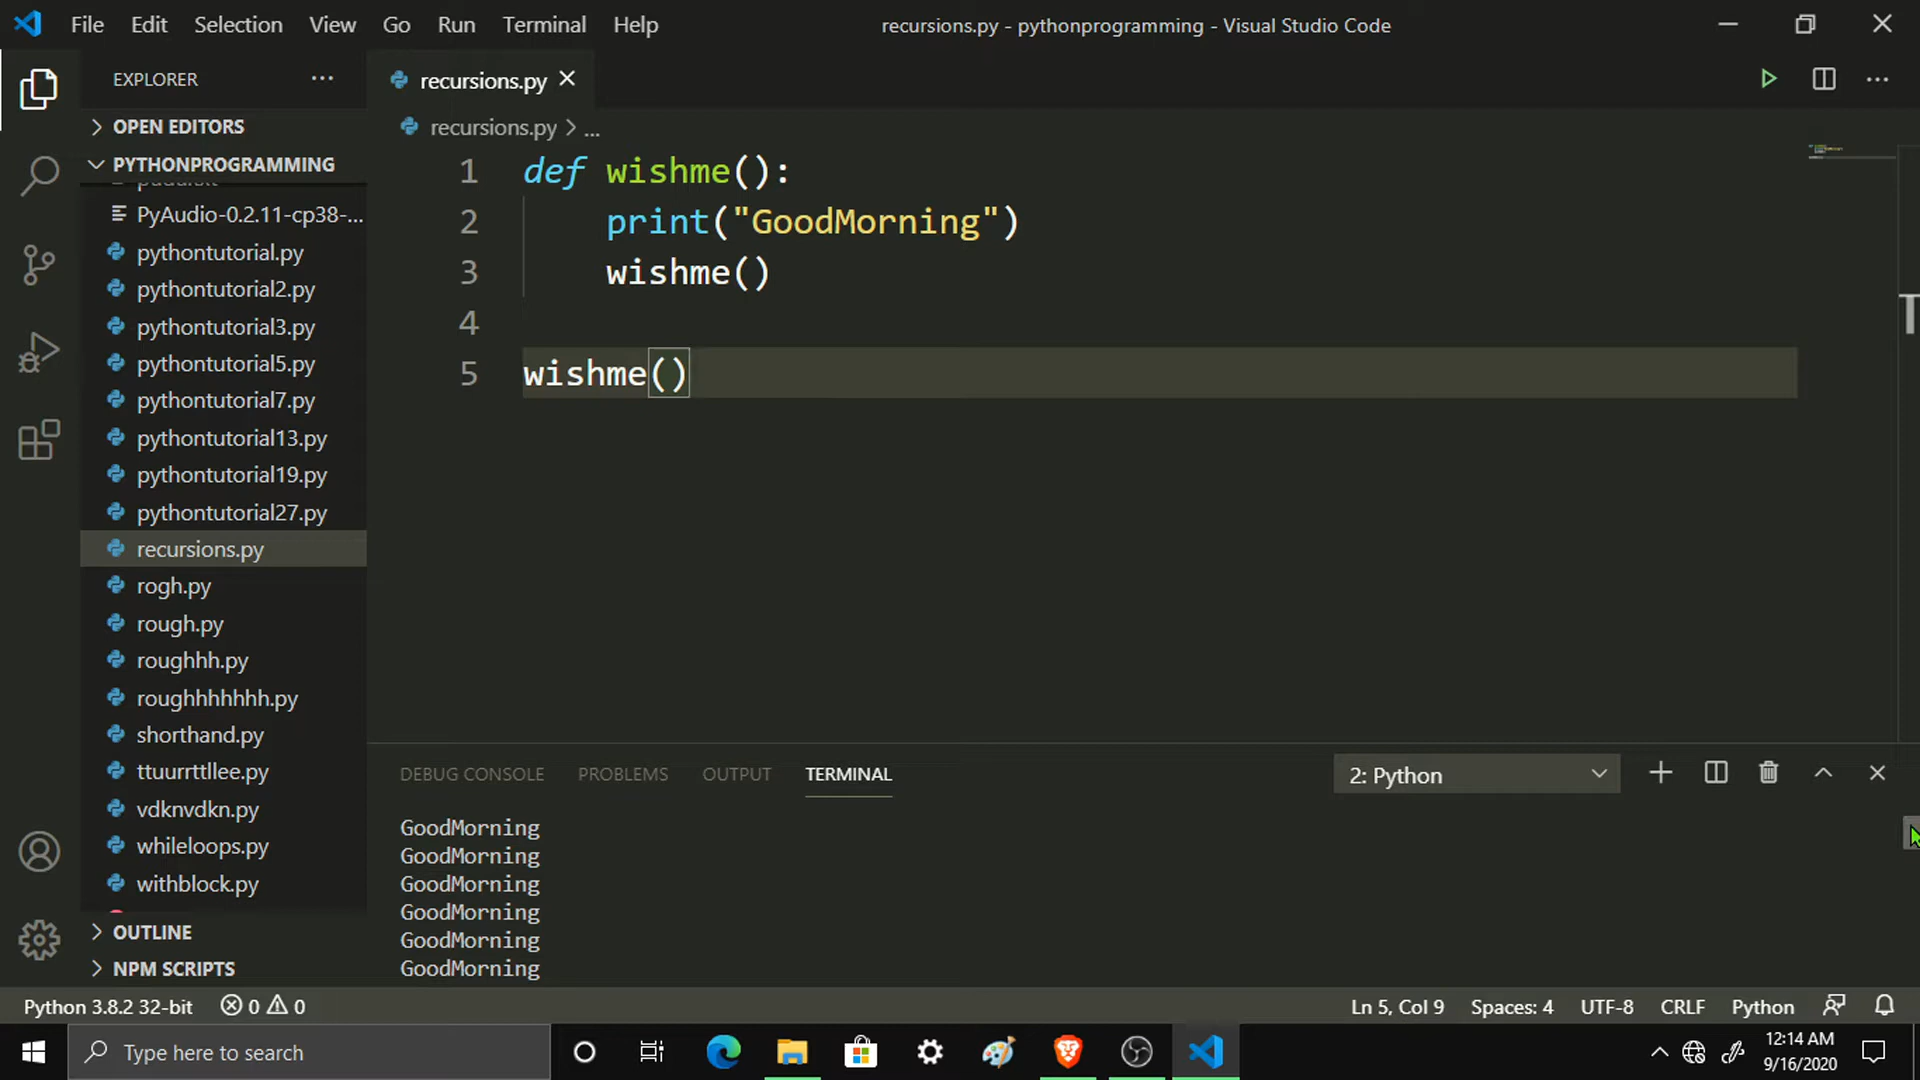 File Edit Selection View Go Run Terminal Help
recursions.py - pythonprogramming - Visual Studio Code
EXPLORER
OPEN EDITORS
PYTHONPROGRAMMING
PyAudio-0.2.11-cp38-...
pythontutorial.py
pythontutorial2.py
pythontutorial3.py
pythontutorial5.py
pythontutorial7.py
pythontutorial13.py
pythontutorial19.py
pythontutorial27.py
recursions.py
rogh.py
rough.py
roughhh.py
roughhhhhhh.py
shorthand.py
ttuurrttllee.py
vdknvdkn.py
whileloops.py
withblock.py
OUTLINE
NPM SCRIPTS
recursions.py
recursions.py > ...
1 def wishme():
2 print("GoodMorning")
3 wishme()
4
5 wishme()
DEBUG CONSOLE PROBLEMS OUTPUT TERMINAL
2: Python
GoodMorning
GoodMorning
GoodMorning
GoodMorning
GoodMorning
GoodMorning
Python 3.8.2 32-bit 0 0
Ln 5, Col 9 Spaces: 4 UTF-8 CRLF Python
Type here to search
12:14 AM
9/16/2020